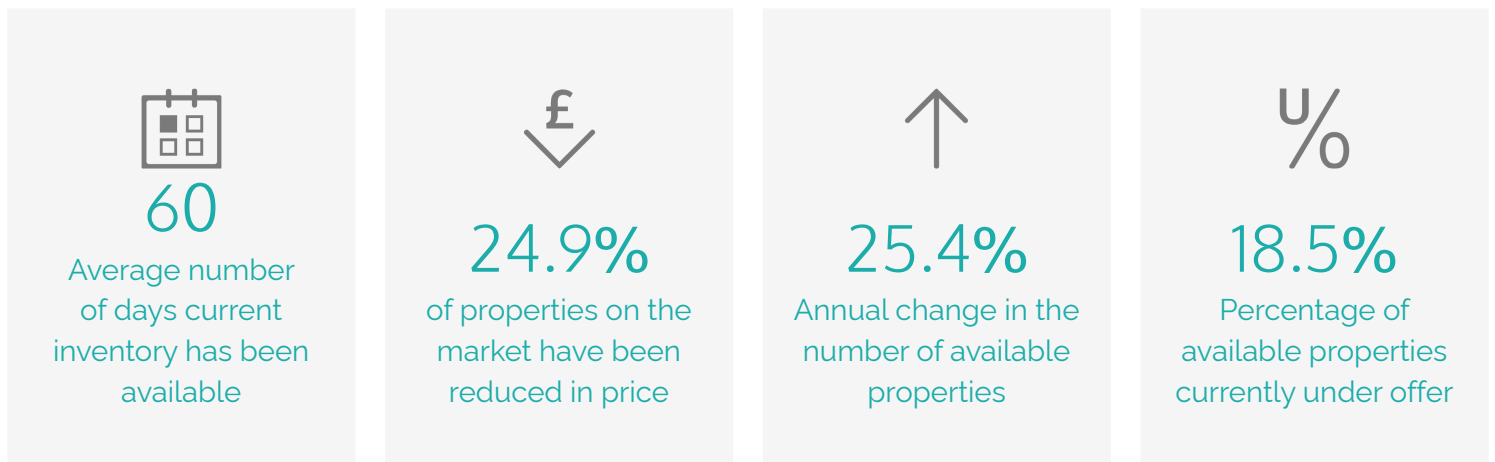 60
Average number
of days current
inventory has been
available
£
24.9%
of properties on the
market have been
reduced in price
25.4%
Annual change in the
number of available
properties
U/0
18.5%
Percentage of
available properties
currently under offer